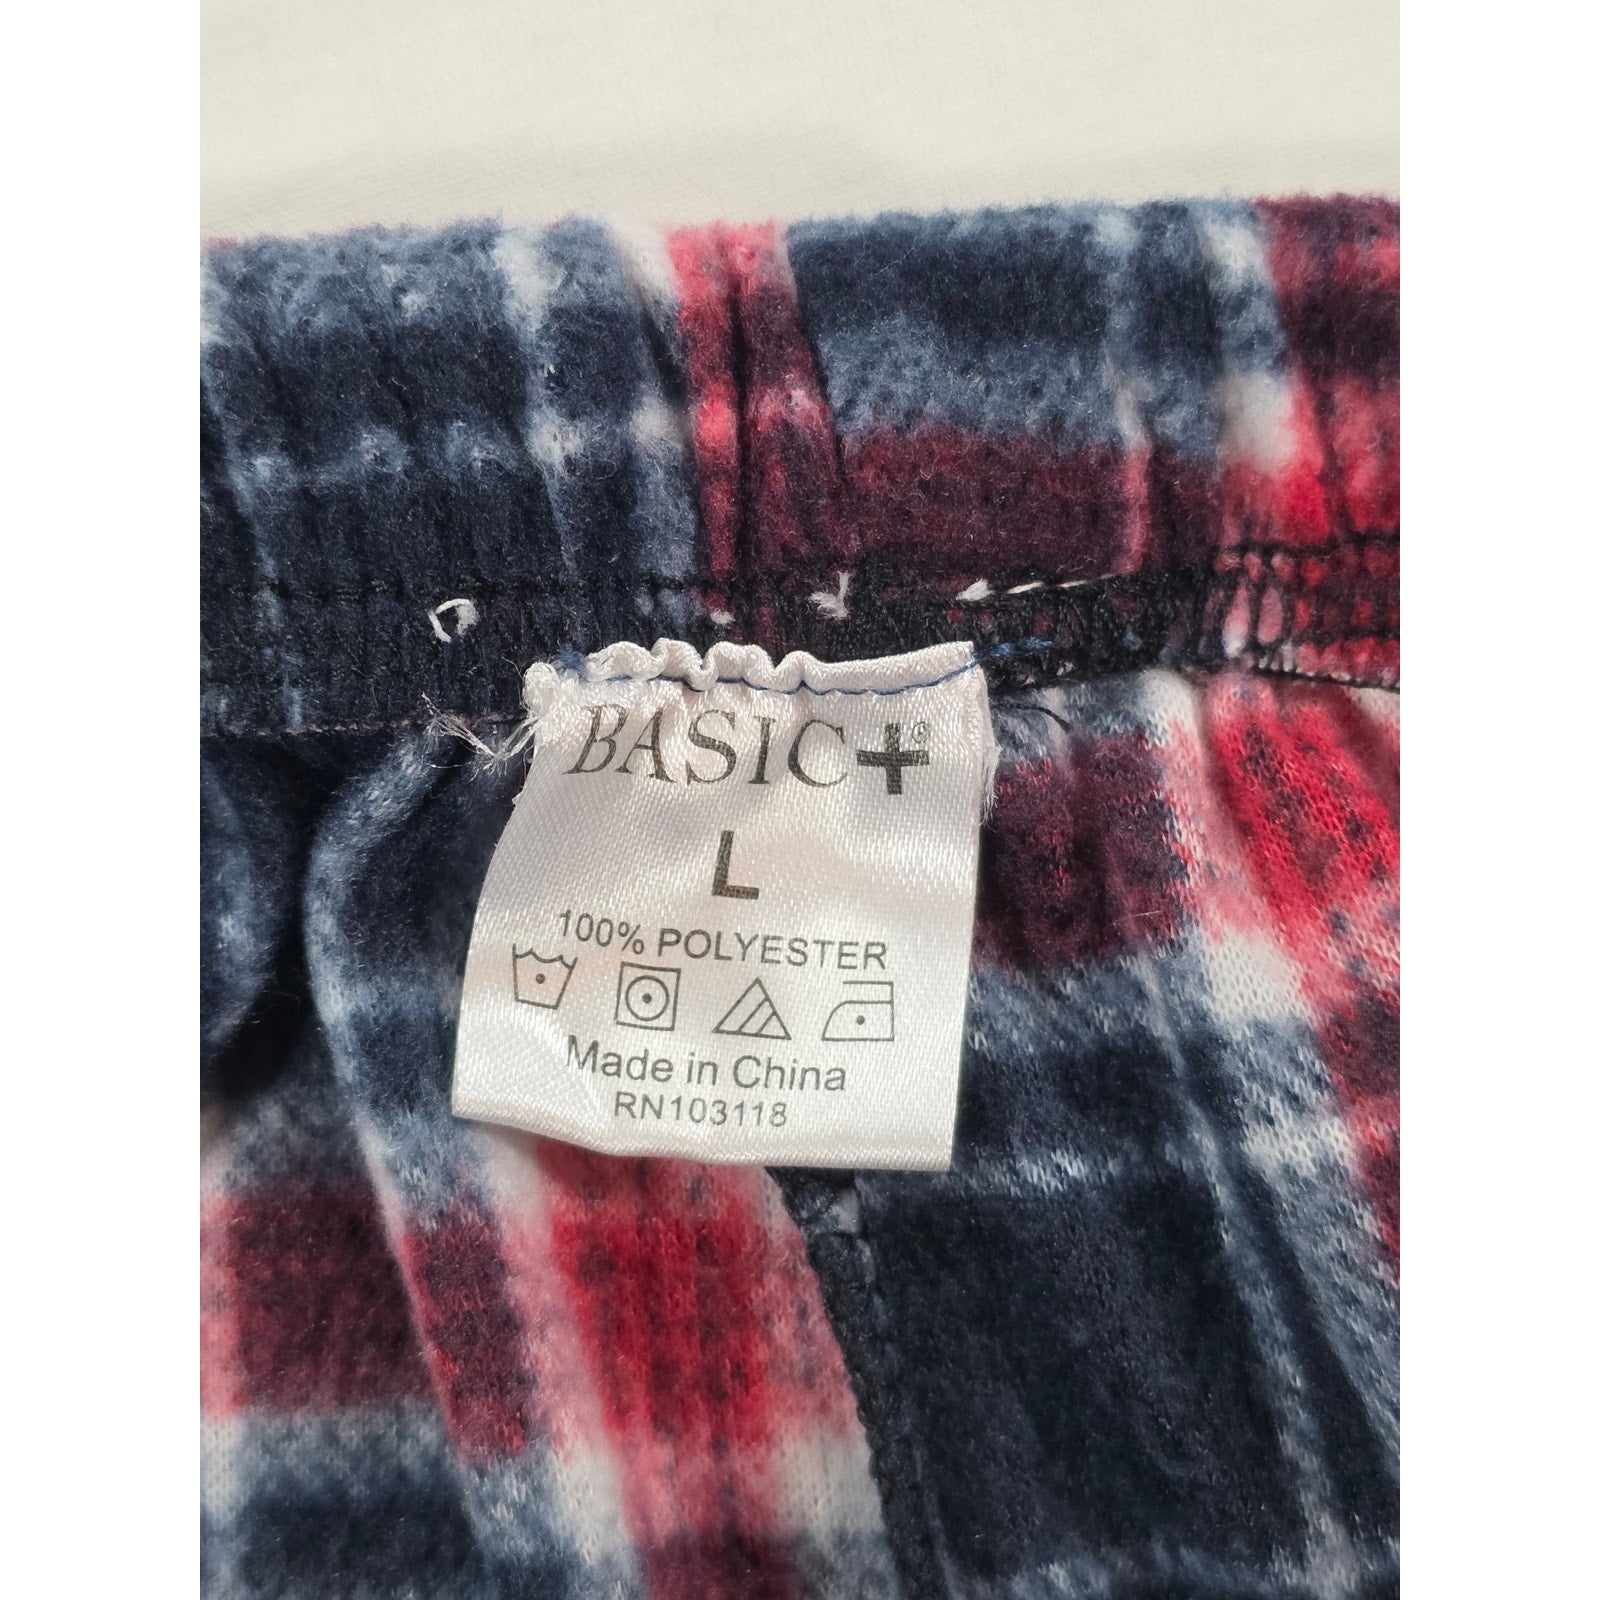 BASIC+®
L
100% POLYESTER
Made in China
RN103118